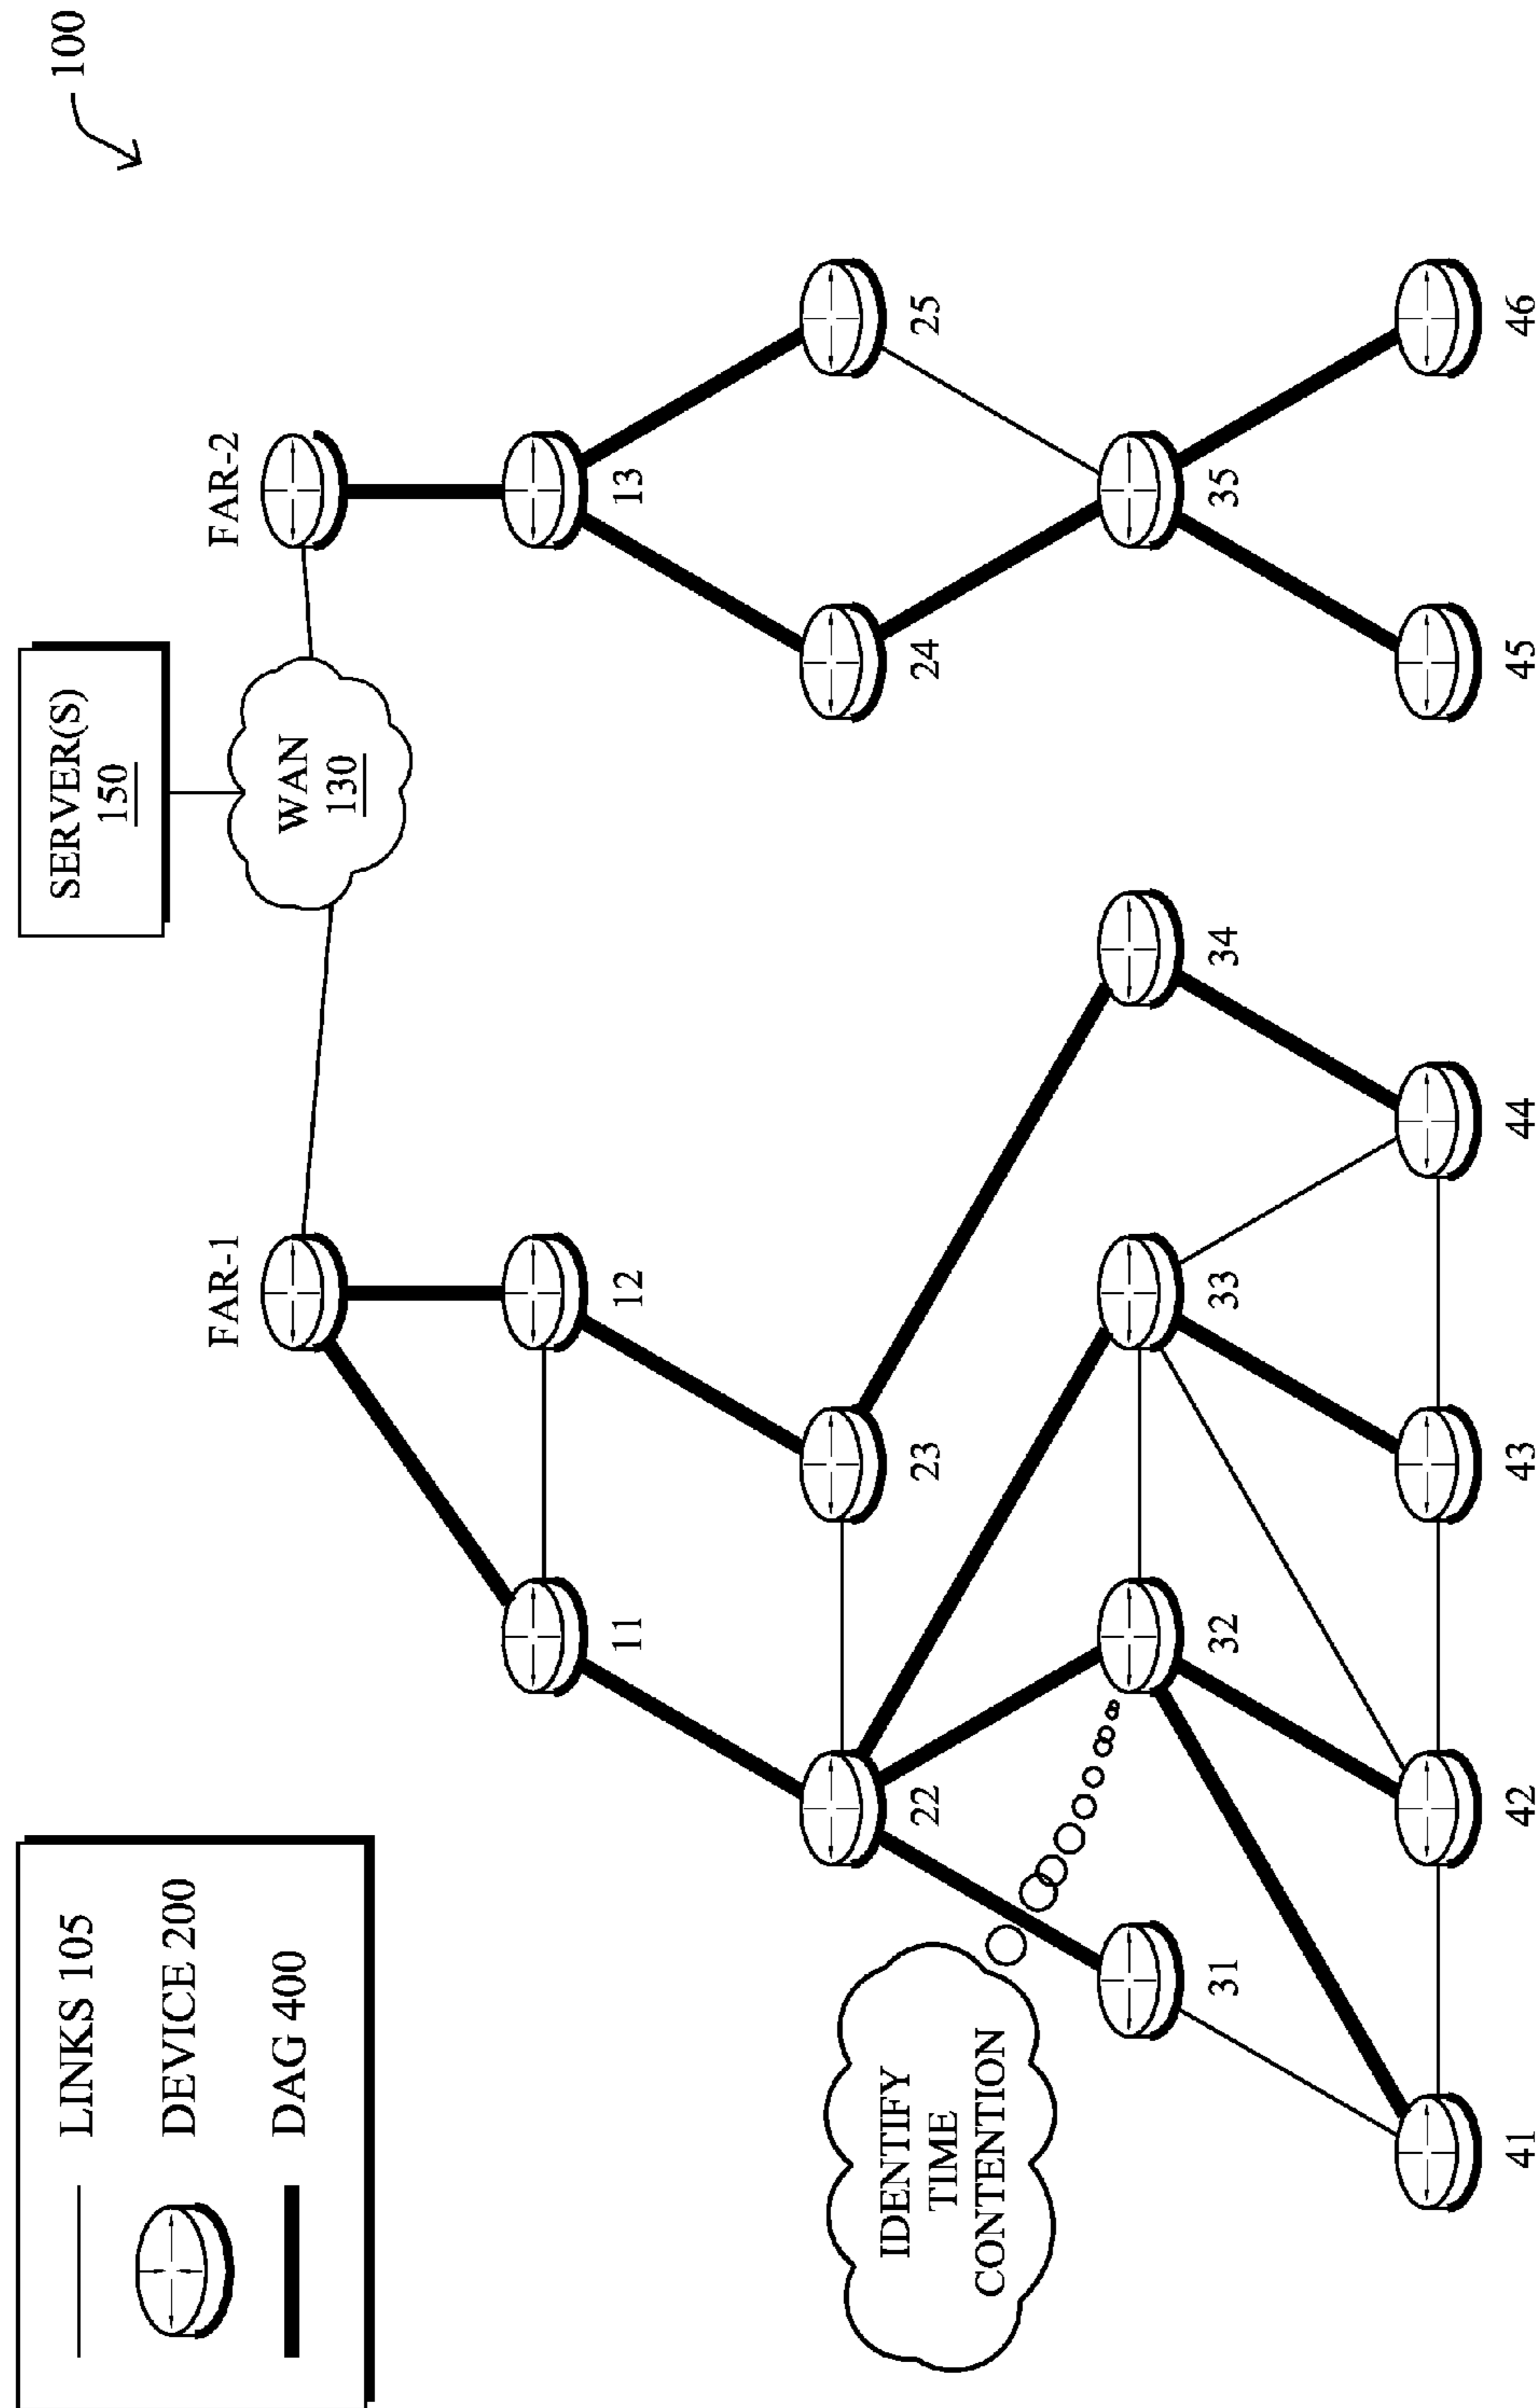 100
LINKS 105
DEVICE 200
DAG 400
SERVER(S)
150
WAN
130
FAR-1
FAR-2
11
12
13
22
23
24
25
IDENTIFY
TIME
CONTENTION
31
32
33
34
35
41
42
43
44
45
46